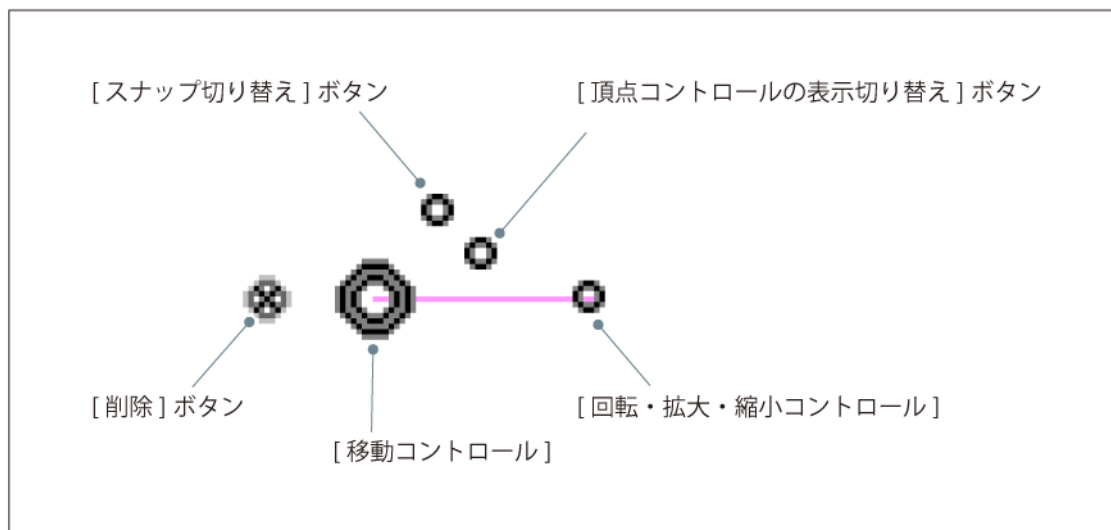 [ スナップ切り替え ] ボタン
[ 頂点コントロールの表示切り替え ] ボタン
[ 削除 ] ボタン
[ 回転・拡大・縮小コントロール ]
[ 移動コントロール ]